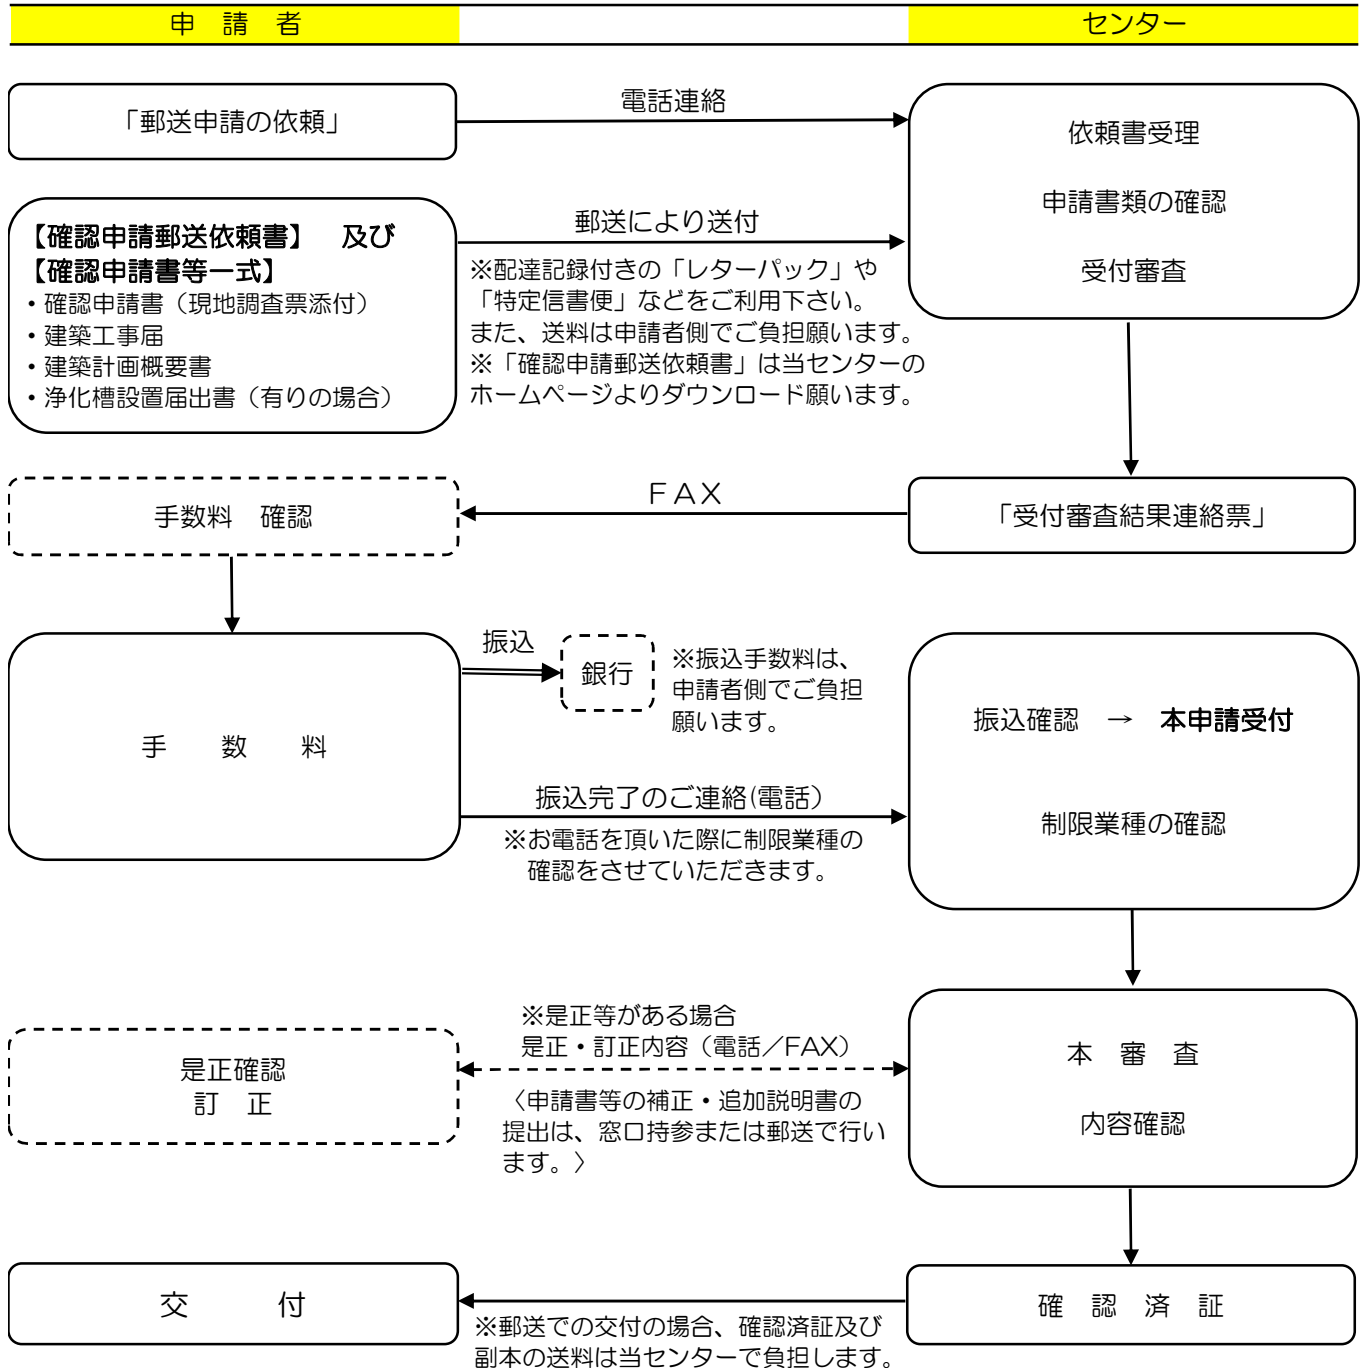 申 請 者
センター
「郵送申請の依頼」
電話連絡
依頼書受理
申請書類の確認
受付審査
【確認申請郵送依頼書】 及び
【確認申請書等一式】
・確認申請書（現地調査票添付）
・建築工事届
・建築計画概要書
・浄化槽設置届出書（有りの場合）
郵送により送付
※配達記録付きの「レターパック」や
「特定信書便」などをご利用下さい。
また、送料は申請者側でご負担願います。
※「確認申請郵送依頼書」は当センターの
ホームページよりダウンロード願います。
手数料 確認
ＦＡＸ
「受付審査結果連絡票」
手 数 料
振込
銀行
※振込手数料は、
申請者側でご負担
願います。
振込確認 → 本申請受付
制限業種の確認
振込完了のご連絡(電話）
※お電話を頂いた際に制限業種の
確認をさせていただきます。
是正確認
訂 正
※是正等がある場合
是正・訂正内容（電話／FAX）
〈申請書等の補正・追加説明書の
提出は、窓口持参または郵送で行い
ます。〉
本 審 査
内容確認
交 付
※郵送での交付の場合、確認済証及び
副本の送料は当センターで負担します。
確 認 済 証